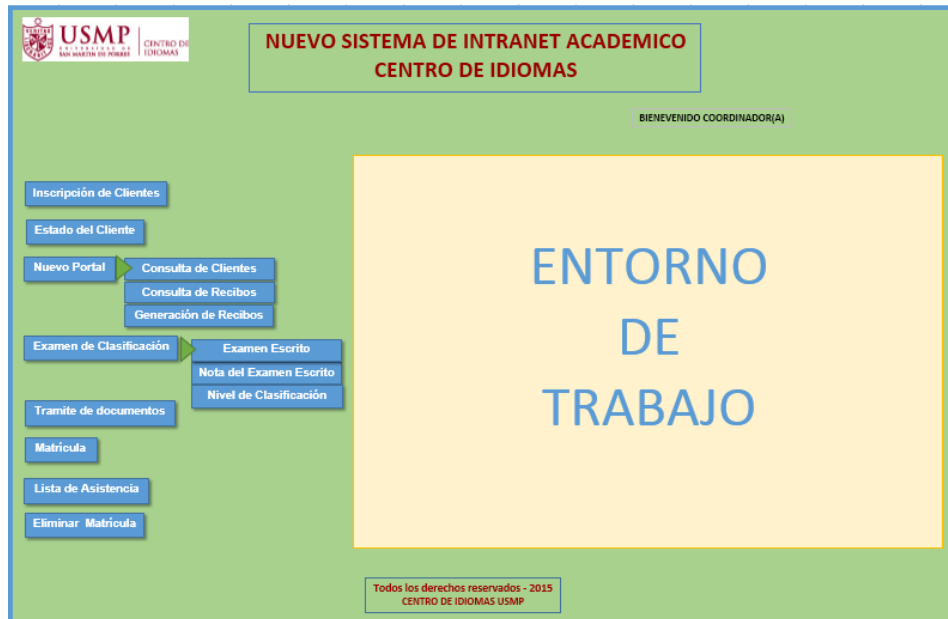 USMP
UNIVERSIDAD DE
SAN MARTIN DE PORRES
CENTRO DE
IDIOMAS
NUEVO SISTEMA DE INTRANET ACADEMICO
CENTRO DE IDIOMAS
BIENEVENIDO COORDINADOR(A)
Inscripción de Clientes
Estado del Cliente
Nuevo Portal
Consulta de Clientes
Consulta de Recibos
Generación de Recibos
Examen de Clasificación
Examen Escrito
Nota del Examen Escrito
Nivel de Clasificación
Tramite de documentos
Matrícula
Lista de Asistencia
Eliminar Matrícula
ENTORNO
DE
TRABAJO
Todos los derechos reservados - 2015
CENTRO DE IDIOMAS USMP